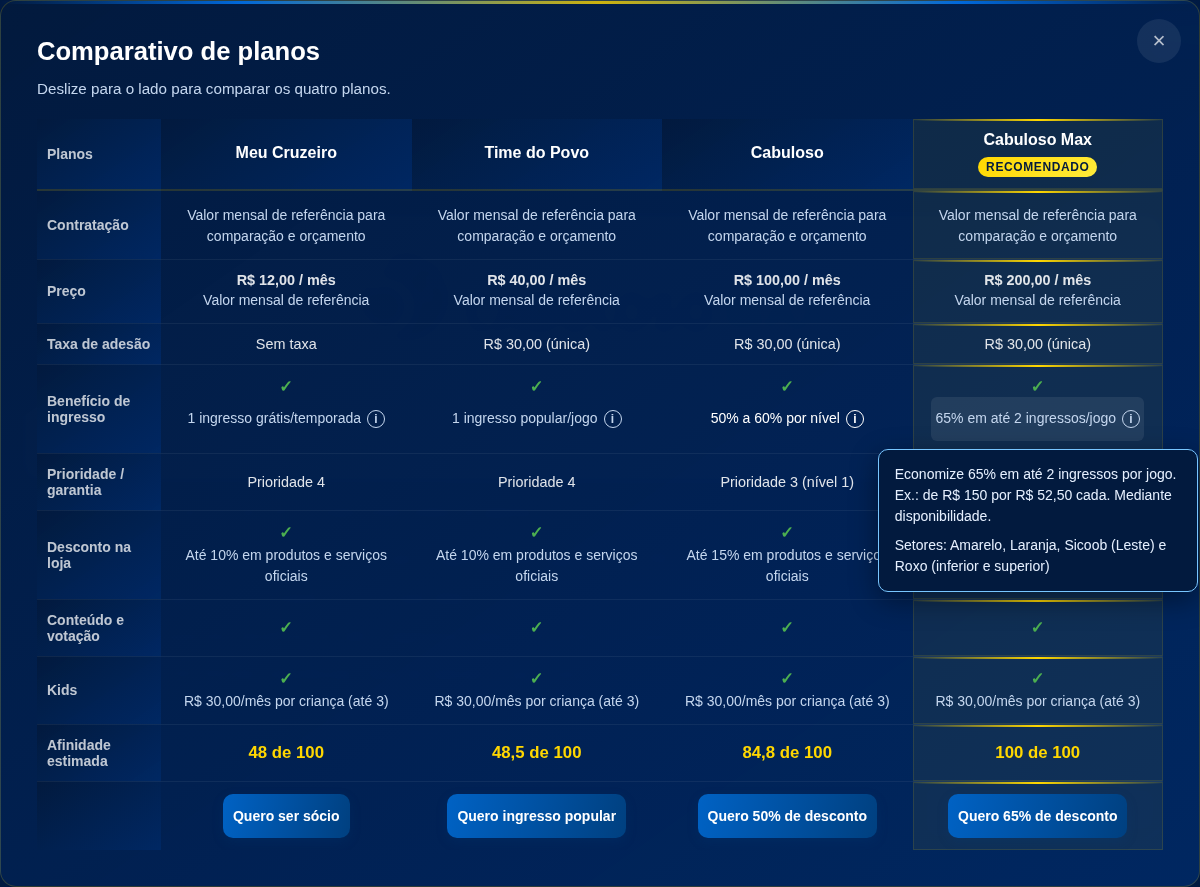 Comparativo de planos
×
Deslize para o lado para comparar os quatro planos.
Planos
Meu Cruzeiro
Time do Povo
Cabuloso
Cabuloso Max
RECOMENDADO
Contratação
Valor mensal de referência para
comparação e orçamento
Valor mensal de referência para
comparação e orçamento
Valor mensal de referência para
comparação e orçamento
Valor mensal de referência para
comparação e orçamento
Preço
R$ 12,00 / mês
Valor mensal de referência
R$ 40,00 / mês
Valor mensal de referência
R$ 100,00 / mês
Valor mensal de referência
R$ 200,00 / mês
Valor mensal de referência
Taxa de adesão
Sem taxa
R$ 30,00 (única)
R$ 30,00 (única)
R$ 30,00 (única)
Benefício de
ingresso
✓
1 ingresso grátis/temporada i
✓
1 ingresso popular/jogo i
✓
50% a 60% por nível i
✓
65% em até 2 ingressos/jogo i
Prioridade /
garantia
Prioridade 4
Prioridade 4
Prioridade 3 (nível 1)
Economize 65% em até 2 ingressos por jogo.
Ex.: de R$ 150 por R$ 52,50 cada. Mediante
disponibilidade.
Setores: Amarelo, Laranja, Sicoob (Leste) e
Roxo (inferior e superior)
Desconto na
loja
✓
Até 10% em produtos e serviços
oficiais
✓
Até 10% em produtos e serviços
oficiais
✓
Até 15% em produtos e serviço
oficiais
Conteúdo e
votação
✓
✓
✓
✓
Kids
✓
R$ 30,00/mês por criança (até 3)
✓
R$ 30,00/mês por criança (até 3)
✓
R$ 30,00/mês por criança (até 3)
✓
R$ 30,00/mês por criança (até 3)
Afinidade
estimada
48 de 100
48,5 de 100
84,8 de 100
100 de 100
Quero ser sócio
Quero ingresso popular
Quero 50% de desconto
Quero 65% de desconto